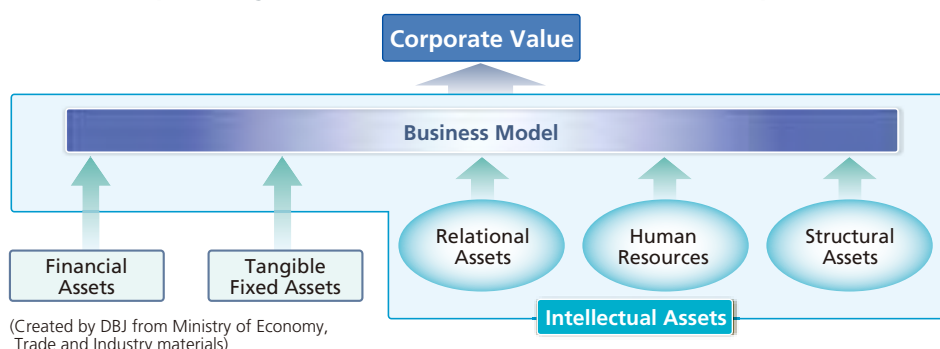 Corporate Value
Business Model
Relational
Assets
Human
Resources
Structural
Assets
Financial
Assets
Tangible
Fixed Assets
Intellectual Assets
(Created by DBJ from Ministry of Economy,
Trade and Industry materials)